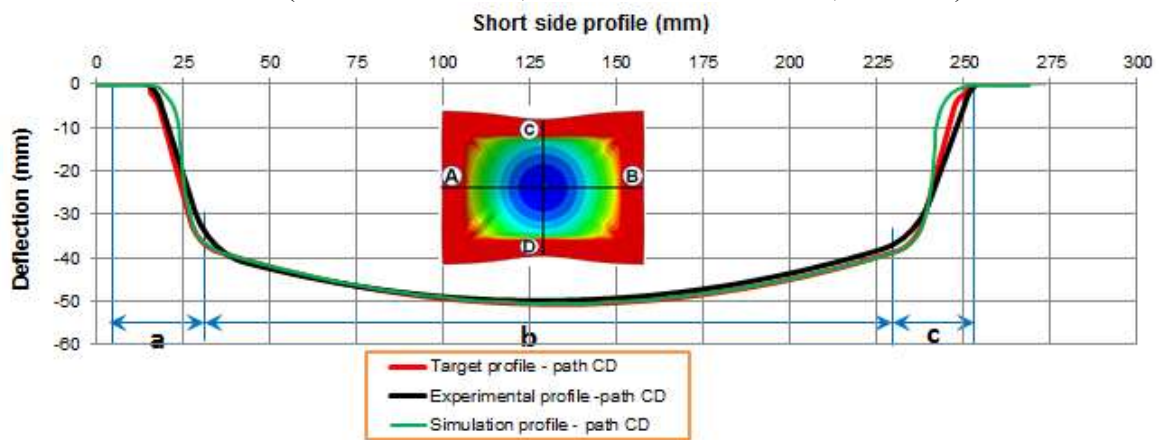 Short side profile (mm)
0 25 50 75 100 125 150 175 200 225 250 275 300
Deflection (mm)
0
-10
-20
-30
-40
-50
-60
C
A
B
D
a
b
c
Target profile - path CD
Experimental profile -path CD
Simulation profile - path CD